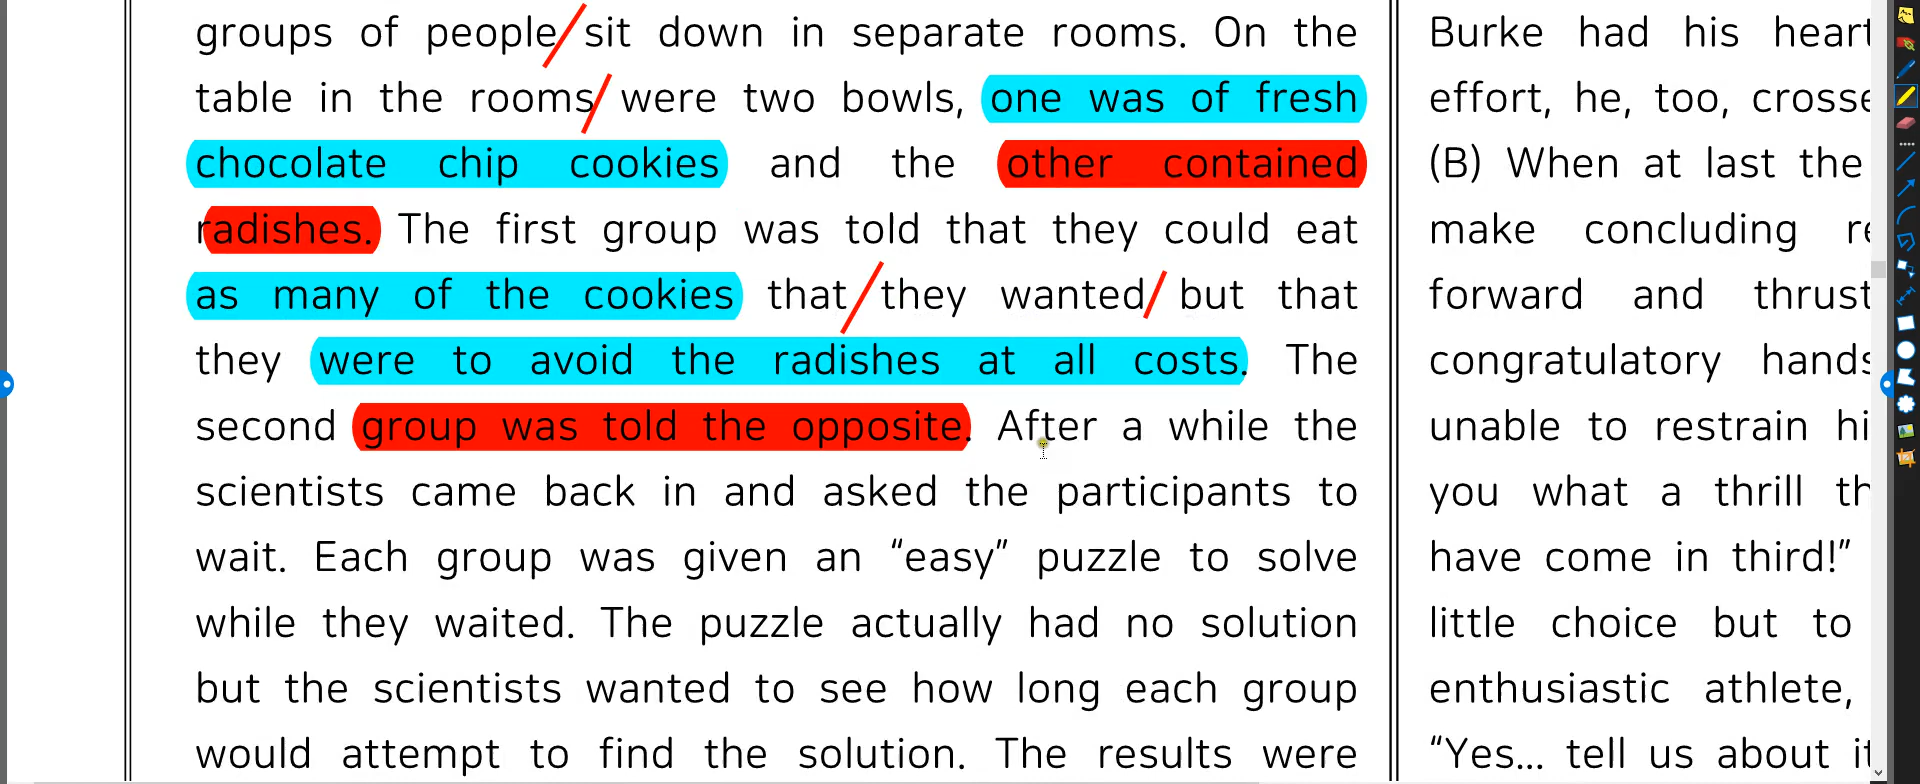 groups of people sit down in separate rooms. On the
table in the rooms were two bowls, one was of fresh
chocolate chip cookies and the other contained
radishes. The first group was told that they could eat
as many of the cookies that they wanted but that
they were to avoid the radishes at all costs. The
second group was told the opposite. After a while the
scientists came back in and asked the participants to
wait. Each group was given an “easy” puzzle to solve
while they waited. The puzzle actually had no solution
but the scientists wanted to see how long each group
would attempt to find the solution. The results were
Burke had his heart
effort, he, too,
(B) When at last the
make concluding
forward and
congratulatory
unable to restrain
you what a thrill
have come in third!”
little choice but to
enthusiastic athlete,
“Yes... tell us about